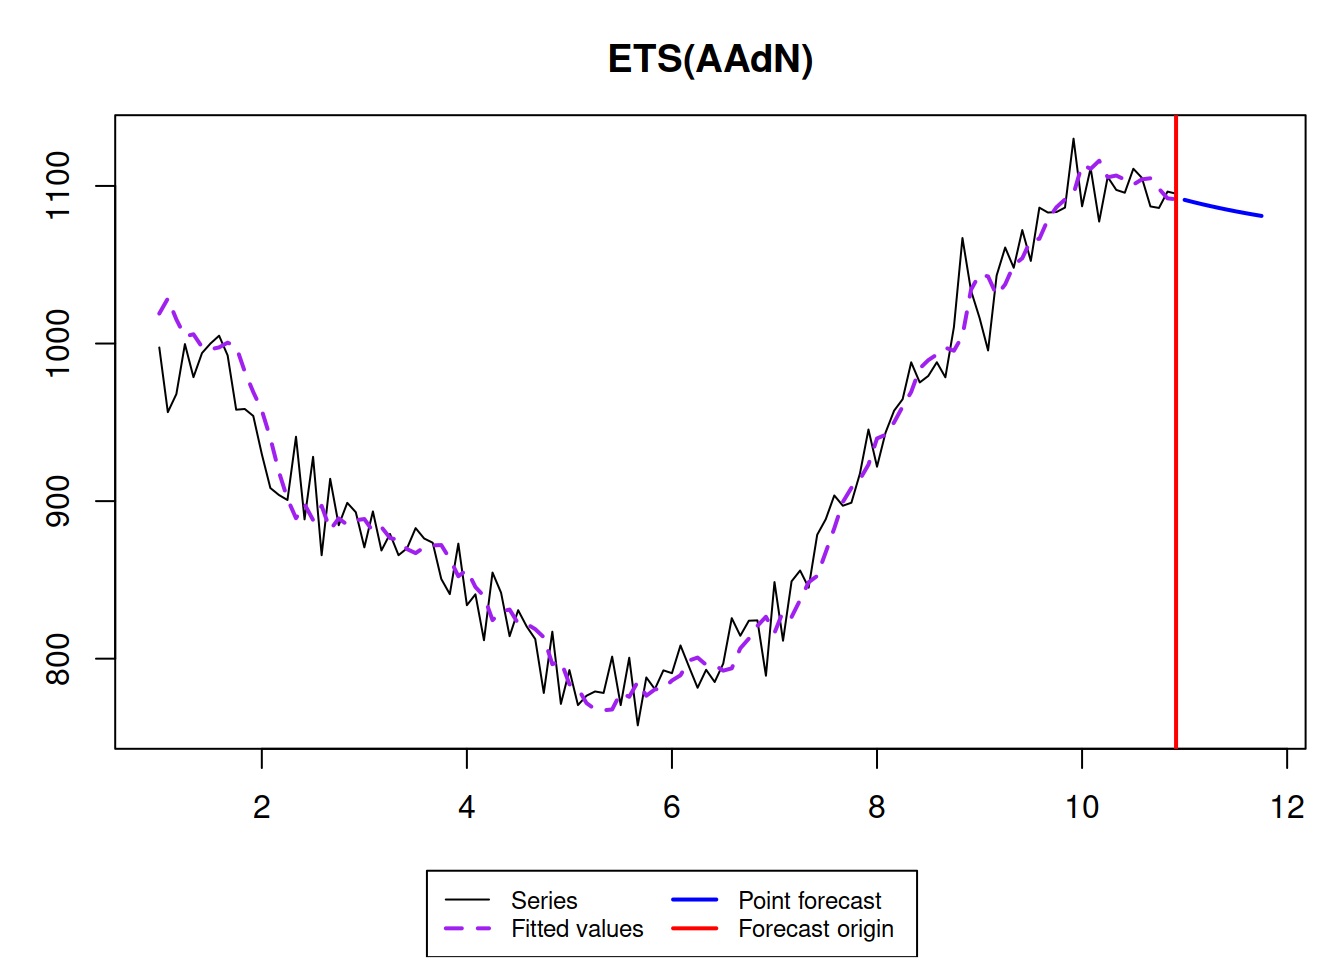 ETS(AAdN)
1100
1000
900
800
2 4 6 8 10 12
Series
Fitted values
Point forecast
Forecast origin